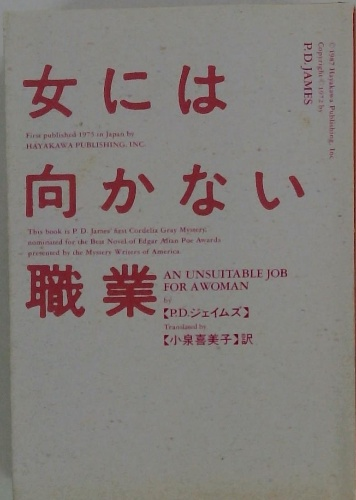 女には
First published 1975 in Japan by
HAYAKAWA PUBLISHING, INC.
向かない
This book is P. D. James' first Cordelia Gray Mystery
nominated for the Best Novel of Edgar Allan Poe Awards
presented by the Mystery Writers of America
職業
AN UNSUITABLE JOB
FOR A WOMAN
by
【P.D.ジェイムズ】
Translated by
【小泉喜美子】訳
P.D.JAMES
Copyright © 1972 by
© 1987 Hayakawa Publishing, Inc.